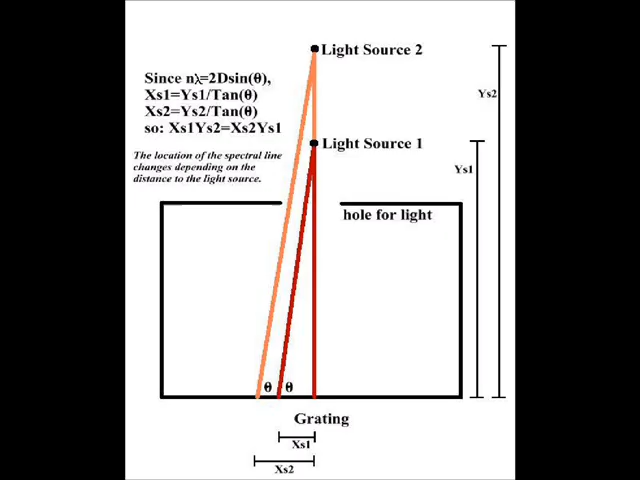 Light Source 2
Since nλ=2Dsin(θ),
Xs1=Ys1/Tan(θ)
Xs2=Ys2/Tan(θ)
so: Xs1Ys2=Xs2Ys1
Ys2
Light Source 1
The location of the spectral line
changes depending on the
distance to the light source.
Ys1
hole for light
θ θ
Grating
Xs1
Xs2